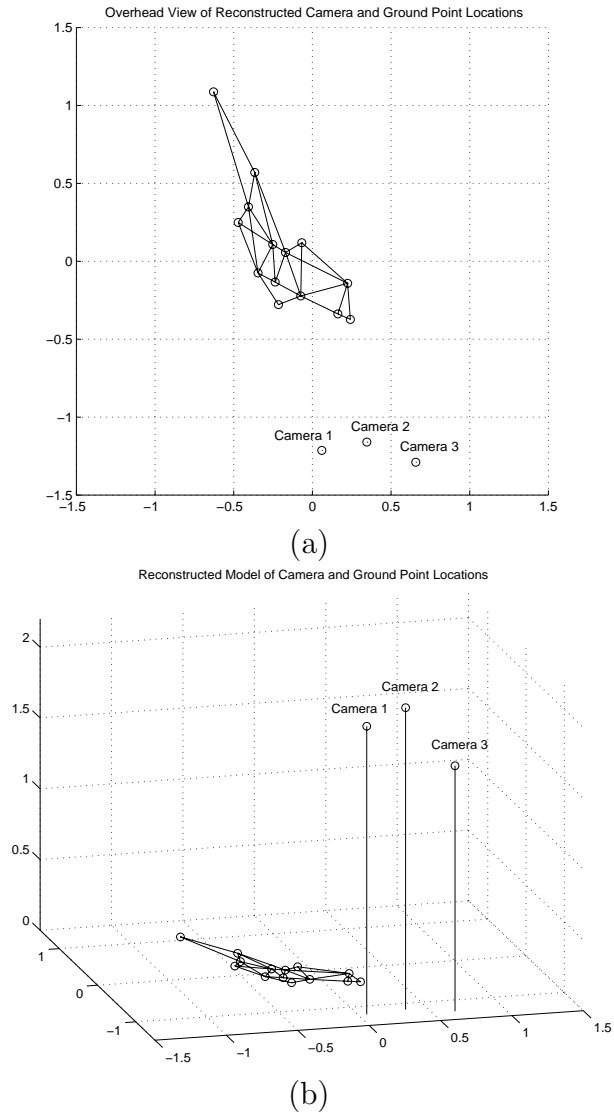 Overhead View of Reconstructed Camera and Ground Point Locations
1.5
1
0.5
0
−0.5
−1
−1.5
Camera 1
Camera 2
Camera 3
−1.5 −1 −0.5 0 0.5 1 1.5
(a)
Reconstructed Model of Camera and Ground Point Locations
2
1.5
1
0.5
0
Camera 1
Camera 2
Camera 3
1
0
−1
−1.5 −1 −0.5 0 0.5 1 1.5
(b)